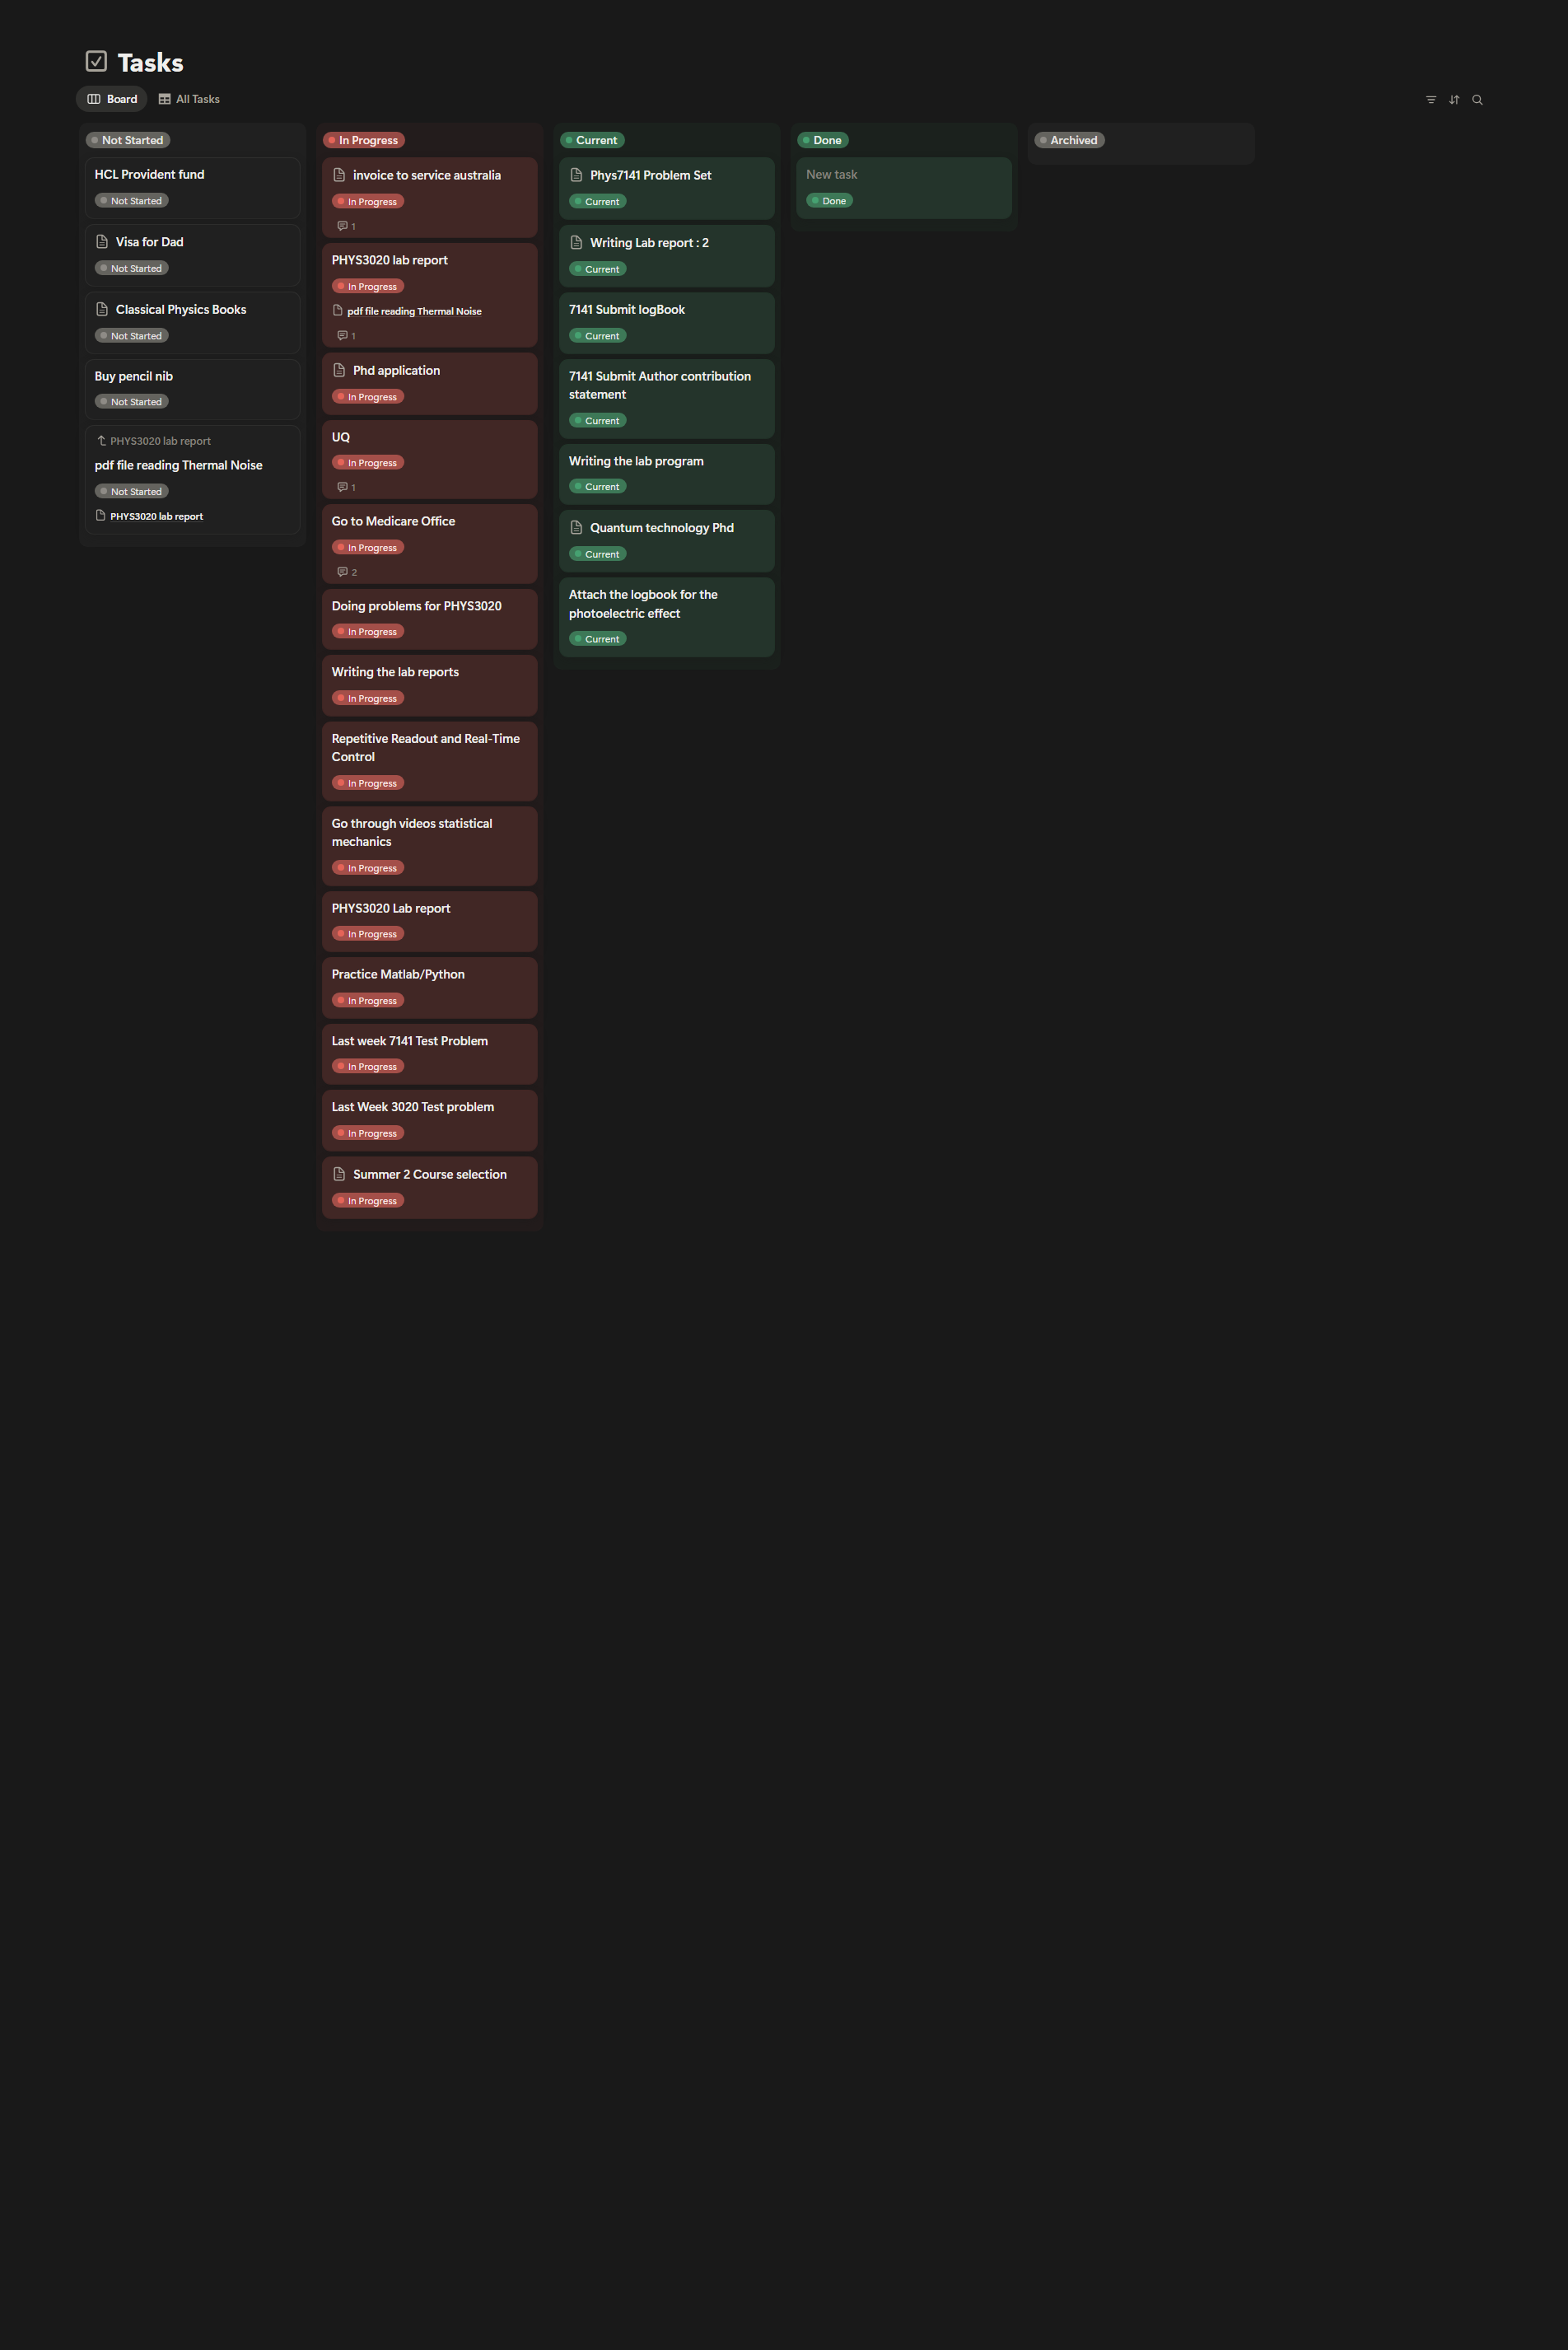 Tasks
Board
All Tasks
Not Started
HCL Provident fund
Not Started
Visa for Dad
Not Started
Classical Physics Books
Not Started
Buy pencil nib
Not Started
PHYS3020 lab report
pdf file reading Thermal Noise
Not Started
PHYS3020 lab report
In Progress
invoice to service australia
In Progress
1
PHYS3020 lab report
In Progress
pdf file reading Thermal Noise
1
Phd application
In Progress
UQ
In Progress
1
Go to Medicare Office
In Progress
2
Doing problems for PHYS3020
In Progress
Writing the lab reports
In Progress
Repetitive Readout and Real-Time
Control
In Progress
Go through videos statistical
mechanics
In Progress
PHYS3020 Lab report
In Progress
Practice Matlab/Python
In Progress
Last week 7141 Test Problem
In Progress
Last Week 3020 Test problem
In Progress
Summer 2 Course selection
In Progress
Current
Phys7141 Problem Set
Current
Writing Lab report : 2
Current
7141 Submit logBook
Current
7141 Submit Author contribution
statement
Current
Writing the lab program
Current
Quantum technology Phd
Current
Attach the logbook for the
photoelectric effect
Current
Done
New task
Done
Archived